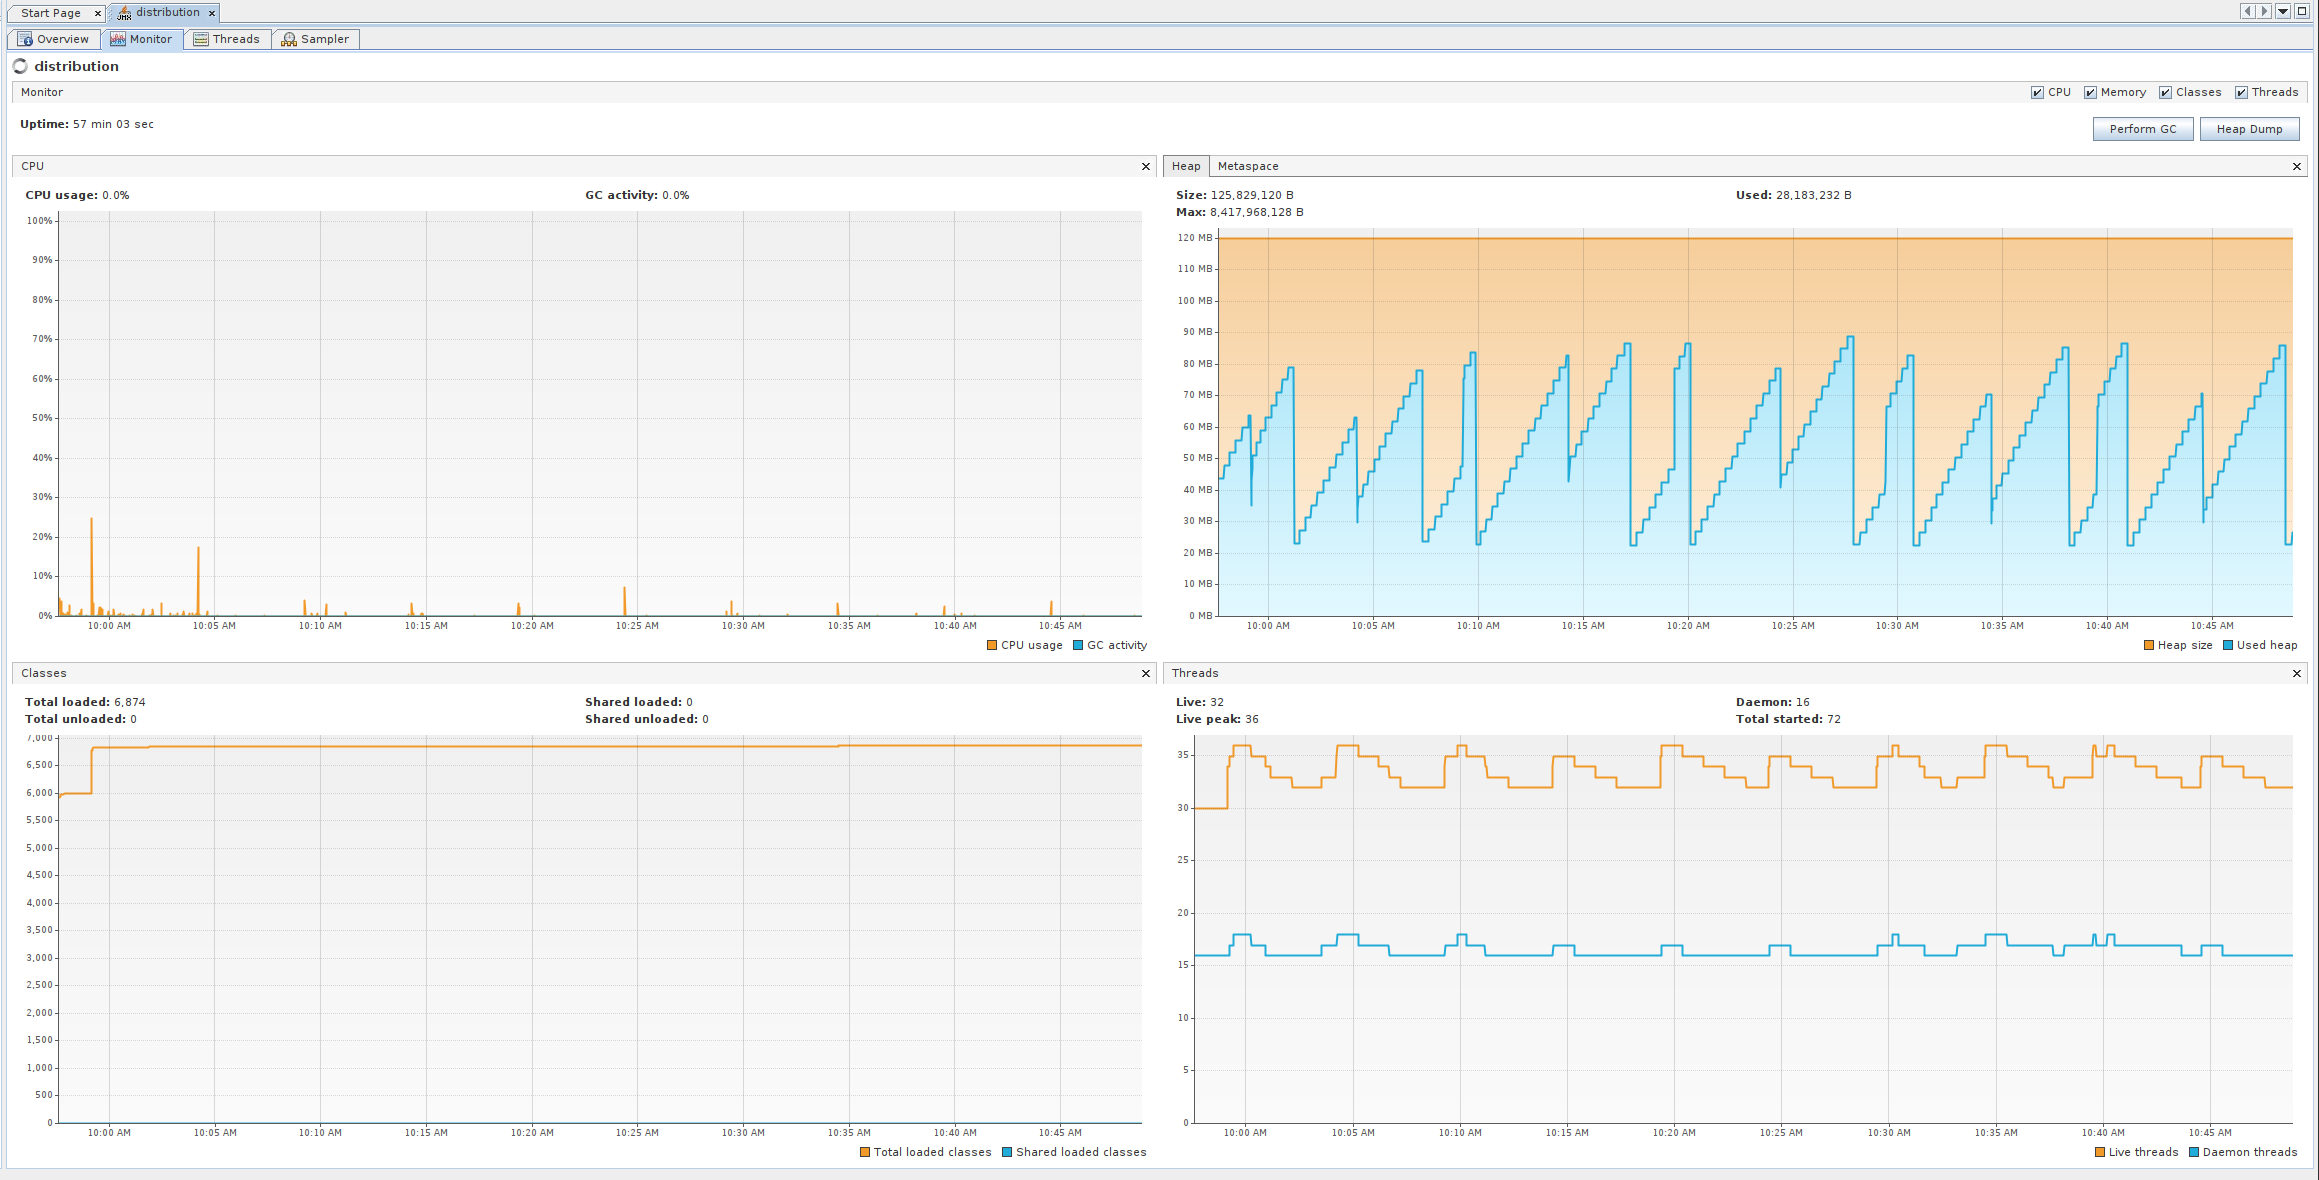 Start Page × distribution ×
Overview Monitor Threads Sampler
distribution
Monitor CPU Memory Classes Threads
Uptime: 57 min 03 sec
Perform GC Heap Dump
CPU
CPU usage: 0.0% GC activity: 0.0%
100%
90%
80%
70%
60%
50%
40%
30%
20%
10%
0%
10:00 AM 10:05 AM 10:10 AM 10:15 AM 10:20 AM 10:25 AM 10:30 AM 10:35 AM 10:40 AM 10:45 AM
CPU usage GC activity
Heap Metaspace
Size: 125,829,120 B Used: 28,183,232 B
Max: 8,417,968,128 B
120 MB
110 MB
100 MB
90 MB
80 MB
70 MB
60 MB
50 MB
40 MB
30 MB
20 MB
10 MB
0 MB
10:00 AM 10:05 AM 10:10 AM 10:15 AM 10:20 AM 10:25 AM 10:30 AM 10:35 AM 10:40 AM 10:45 AM
Heap size Used heap
Classes
Total loaded: 6,874 Shared loaded: 0
Total unloaded: 0 Shared unloaded: 0
7,000
6,500
6,000
5,500
5,000
4,500
4,000
3,500
3,000
2,500
2,000
1,500
1,000
500
0
10:00 AM 10:05 AM 10:10 AM 10:15 AM 10:20 AM 10:25 AM 10:30 AM 10:35 AM 10:40 AM 10:45 AM
Total loaded classes Shared loaded classes
Threads
Live: 32 Daemon: 16
Live peak: 36 Total started: 72
35
30
25
20
15
10
5
0
10:00 AM 10:05 AM 10:10 AM 10:15 AM 10:20 AM 10:25 AM 10:30 AM 10:35 AM 10:40 AM 10:45 AM
Live threads Daemon threads